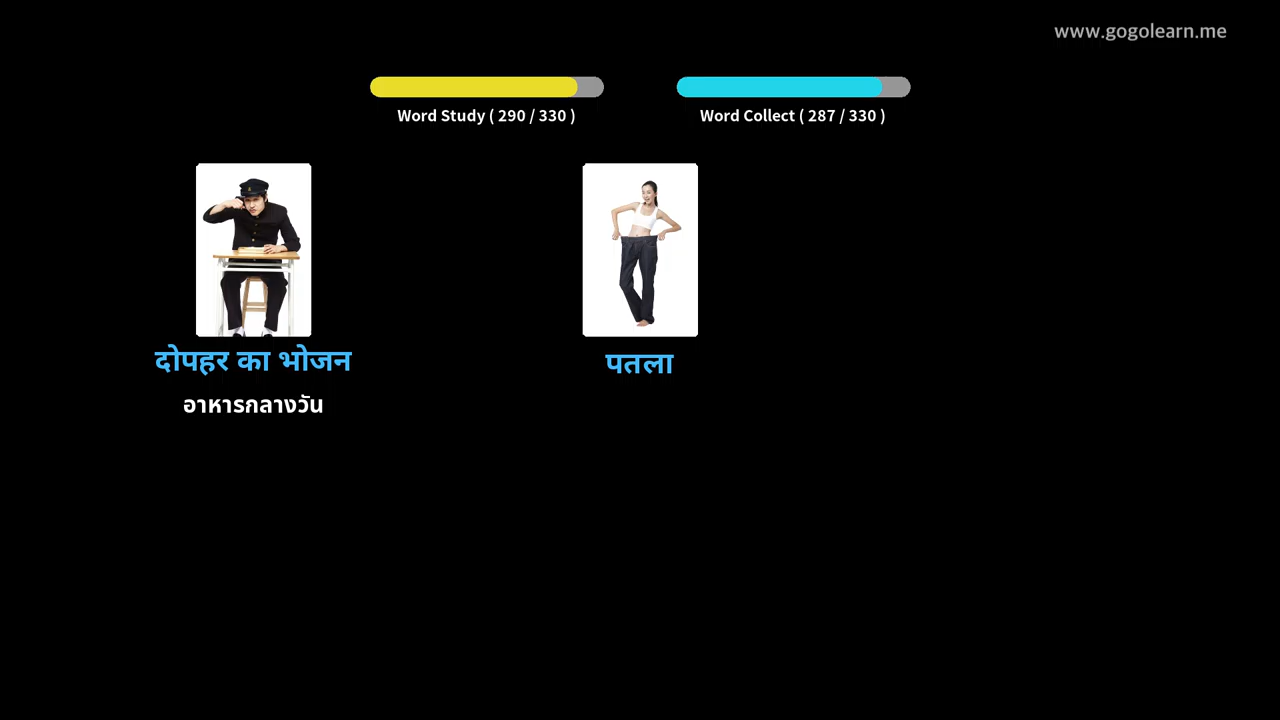 www.gogolearn.me
Word Study ( 290 / 330 )
Word Collect ( 287 / 330 )
दोपहर का भोजन
पतला
อาหารกลางวัน